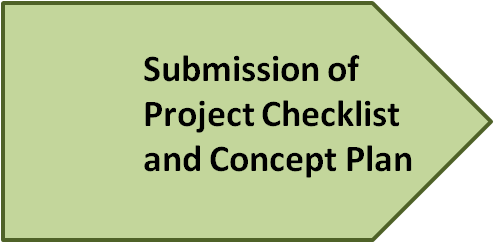 Submission of
Project Checklist
and Concept Plan